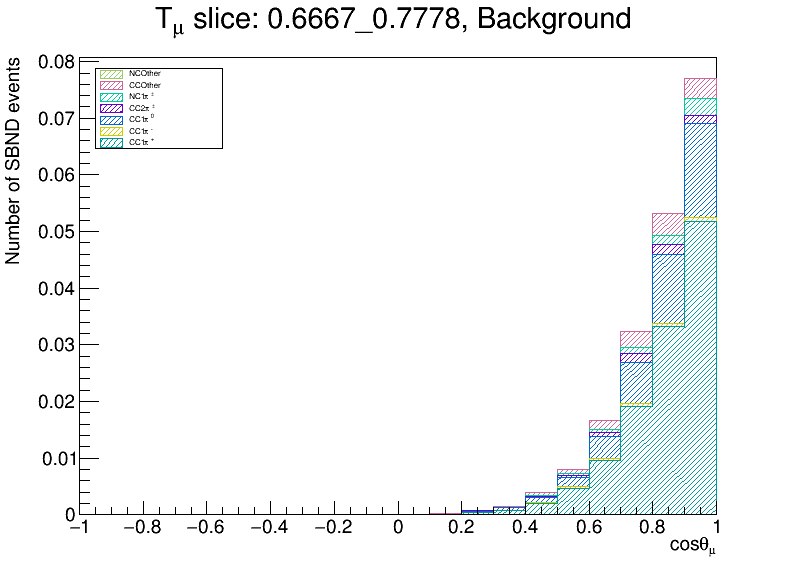 Tμ slice: 0.6667_0.7778, Background
Number of SBND events
0.08
0.07
0.06
0.05
0.04
0.03
0.02
0.01
0
NCOther
CCOther
NC1π ±
CC2π ±
CC1π 0
CC1π -
CC1π +
−1 −0.8 −0.6 −0.4 −0.2 0 0.2 0.4 0.6 0.8 1
cosθμ